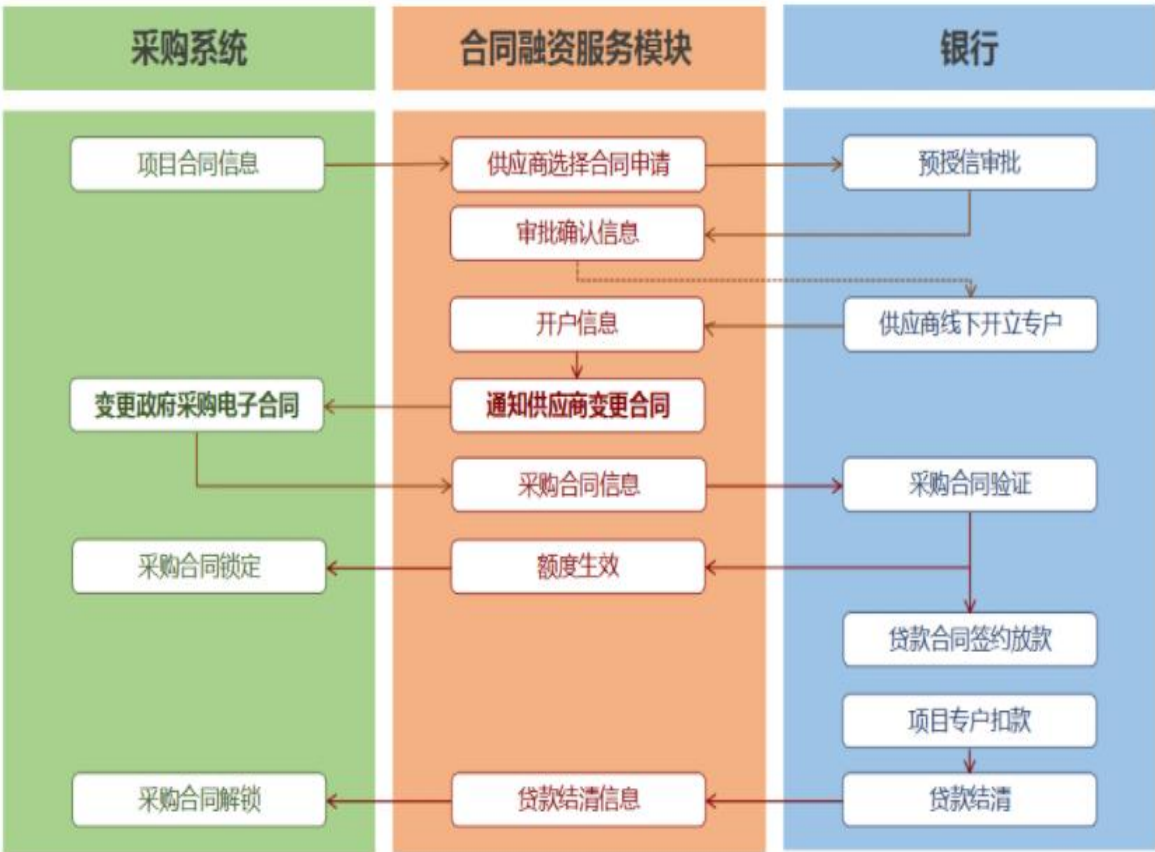 采购系统
合同融资服务模块
银行
项目合同信息
供应商选择合同申请
预授信审批
审批确认信息
开户信息
供应商线下开立专户
变更政府采购电子合同
通知供应商变更合同
采购合同信息
采购合同验证
采购合同锁定
额度生效
贷款合同签约放款
项目专户扣款
采购合同解锁
贷款结清信息
贷款结清